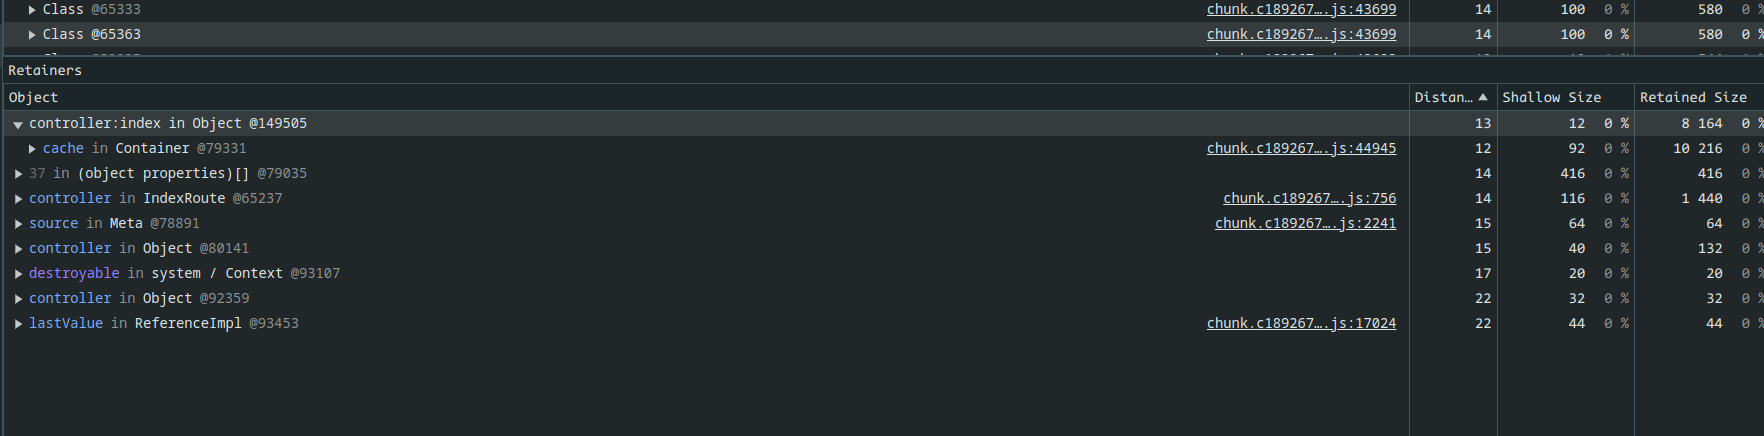 Class @65333 chunk.c189267….js:43699 14 100 0 % 580 0 %
Class @65363 chunk.c189267….js:43699 14 100 0 % 580 0 %
Retainers
Object Distan… Shallow Size Retained Size
controller:index in Object @149505 13 12 0 % 8 164 0 %
cache in Container @79331 chunk.c189267….js:44945 12 92 0 % 10 216 0 %
37 in (object properties)[] @79035 14 416 0 % 416 0 %
controller in IndexRoute @65237 chunk.c189267….js:756 14 116 0 % 1 440 0 %
source in Meta @78891 chunk.c189267….js:2241 15 64 0 % 64 0 %
controller in Object @80141 15 40 0 % 132 0 %
destroyable in system / Context @93107 17 20 0 % 20 0 %
controller in Object @92359 22 32 0 % 32 0 %
lastValue in ReferenceImpl @93453 chunk.c189267….js:17024 22 44 0 % 44 0 %